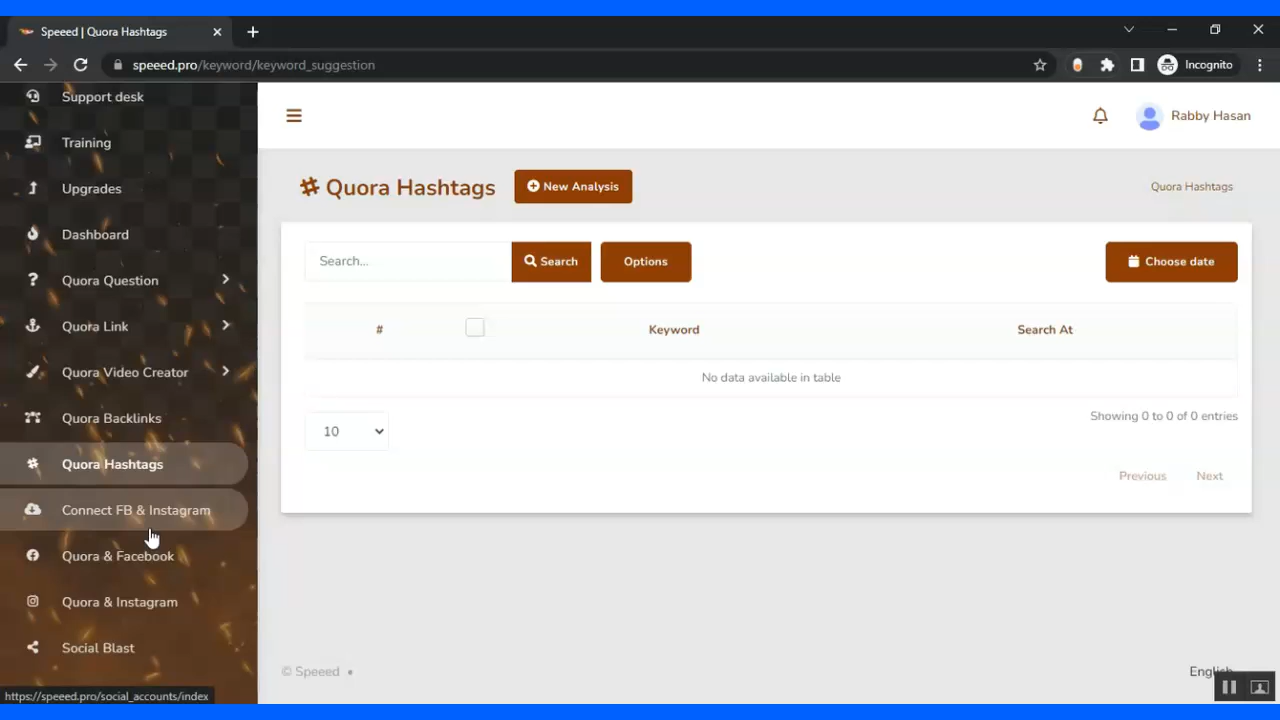 Speeed | Quora Hashtags
speeed.pro/keyword/keyword_suggestion
Incognito
Support desk
Training
Upgrades
Dashboard
Quora Question
Quora Link
Quora Video Creator
Quora Backlinks
Quora Hashtags
Connect FB & Instagram
Quora & Facebook
Quora & Instagram
Social Blast
https://speeed.pro/social_accounts/index
Rabby Hasan
# Quora Hashtags
New Analysis
Quora Hashtags
Search...
Search
Options
Choose date
# Keyword Search At
No data available in table
10
Showing 0 to 0 of 0 entries
Previous Next
© Speeed •
English